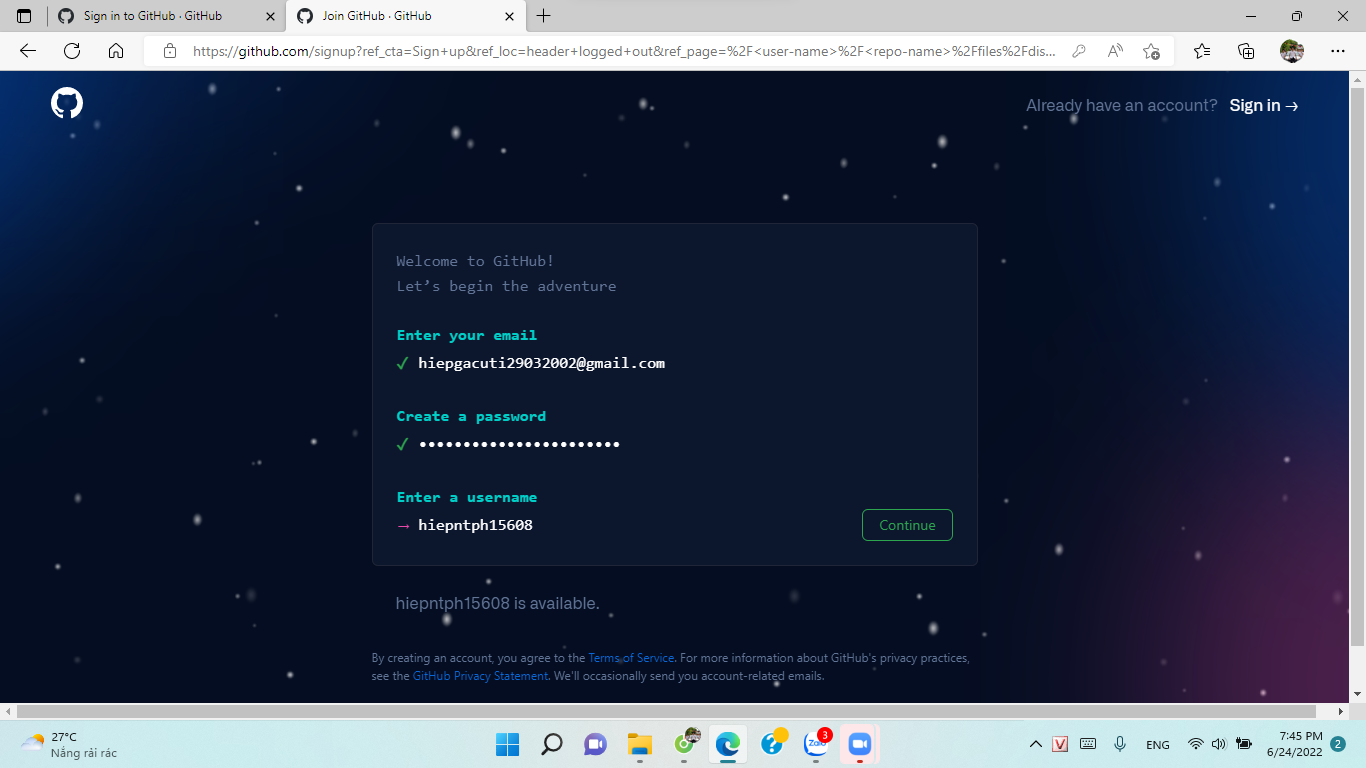 Sign in to GitHub · GitHub
Join GitHub · GitHub
https://github.com/signup?ref_cta=Sign+up&ref_loc=header+logged+out&ref_page=%2F<user-name>%2F<repo-name>%2Ffiles%2Fdis...
Already have an account? Sign in →
Welcome to GitHub!
Let’s begin the adventure
Enter your email
✓ hiepgacuti29032002@gmail.com
Create a password
✓ •••••••••••••••••••••••
Enter a username
→ hiepntph15608
Continue
hiepntph15608 is available.
By creating an account, you agree to the Terms of Service. For more information about GitHub's privacy practices,
see the GitHub Privacy Statement. We'll occasionally send you account-related emails.
27°C
Nắng rải rác
Zalo
3
V
ENG
7:45 PM
6/24/2022
2